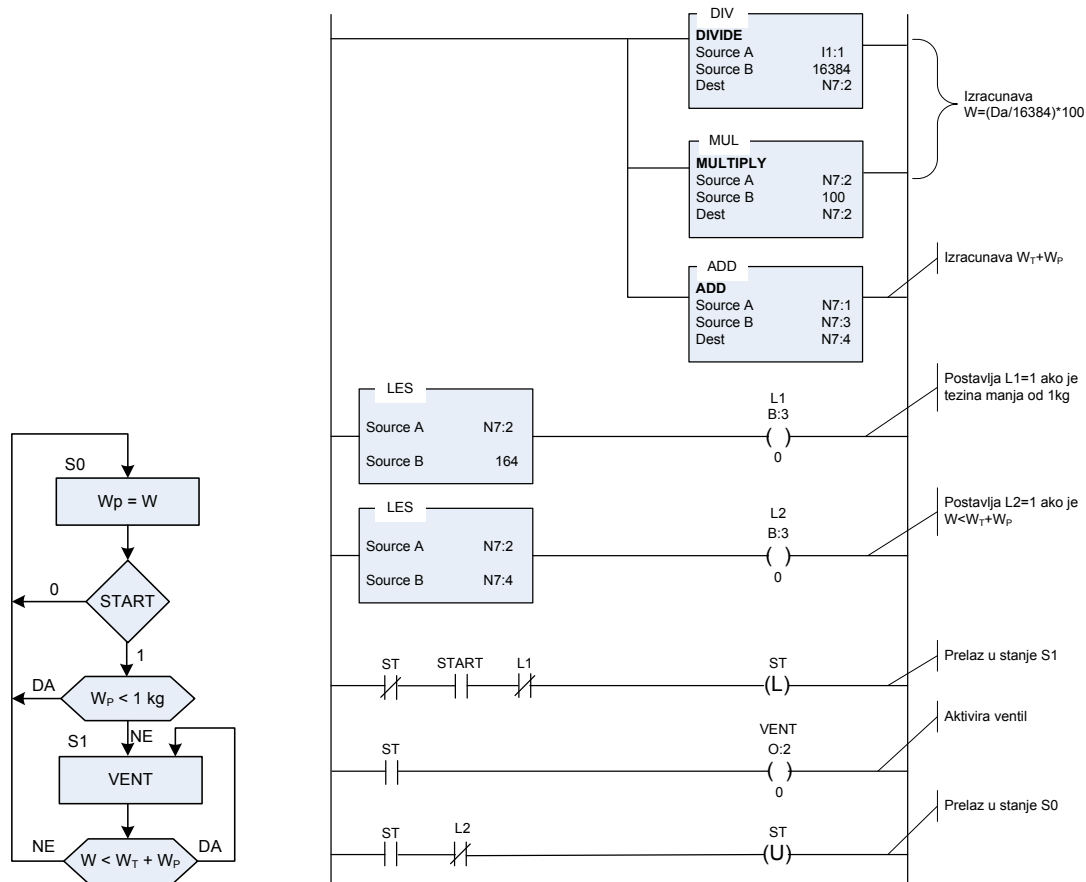 DIV
DIVIDE
Source A I1:1
Source B 16384
Dest N7:2
Izracunava
W=(Da/16384)*100
MUL
MULTIPLY
Source A N7:2
Source B 100
Dest N7:2
ADD
ADD
Source A N7:1
Source B N7:3
Dest N7:4
Izracunava WT+WP
LES
Source A N7:2
Source B 164
L1
B:3
0
Postavlja L1=1 ako je
tezina manja od 1kg
LES
Source A N7:2
Source B N7:4
L2
B:3
0
Postavlja L2=1 ako je
W<WT+WP
ST START L1 ST
(L)
Prelaz u stanje S1
ST
VENT
O:2
0
Aktivira ventil
ST L2 ST
(U)
Prelaz u stanje S0
S0
Wp = W
0
START
1
DA
WP < 1 kg
NE
S1
VENT
NE
W < WT + WP
DA